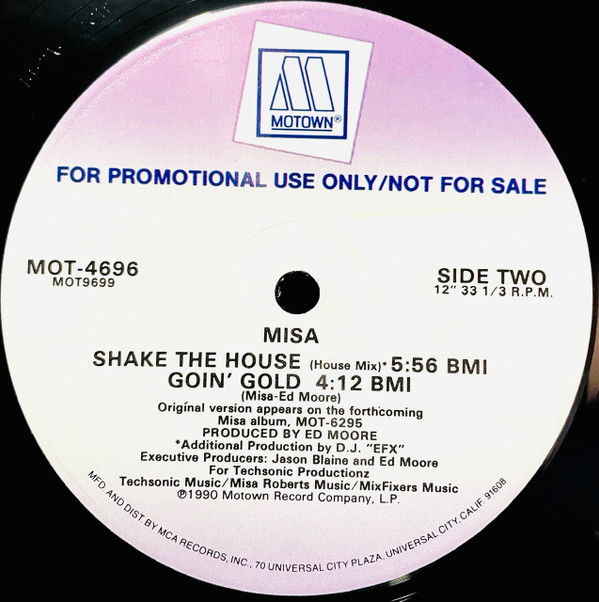 MOTOWN®
FOR PROMOTIONAL USE ONLY/NOT FOR SALE
MOT-4696
MOT9699
SIDE TWO
12" 33 1/3 R.P.M.
MISA
SHAKE THE HOUSE (House Mix)* 5:56 BMI
GOIN' GOLD 4:12 BMI
(Misa-Ed Moore)
Original version appears on the forthcoming
Misa album, MOT-6295
PRODUCED BY ED MOORE
*Additional Production by D.J. "EFX"
Executive Producers: Jason Blaine and Ed Moore
For Techsonic Productionz
Techsonic Music/Misa Roberts Music/MixFixers Music
℗1990 Motown Record Company, L.P.
MFD. AND DIST. BY MCA RECORDS, INC., 70 UNIVERSAL CITY PLAZA, UNIVERSAL CITY, CALIF. 91608